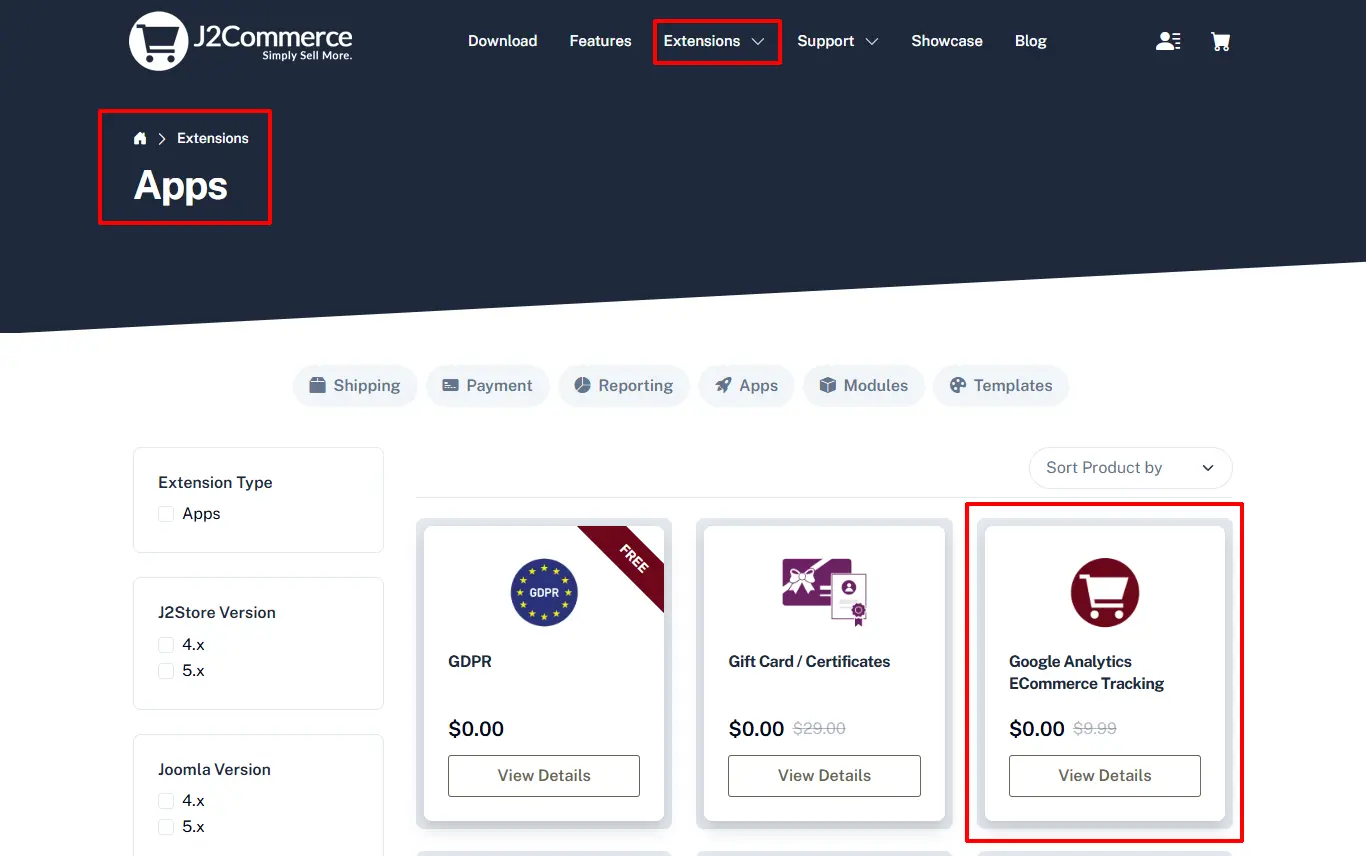 J2Commerce
Simply Sell More.
Download
Features
Extensions
Support
Showcase
Blog
Extensions
Apps
Shipping
Payment
Reporting
Apps
Modules
Templates
Extension Type
Apps
J2Store Version
4.x
5.x
Joomla Version
4.x
5.x
Sort Product by
FREE
GDPR
GDPR
$0.00
View Details
Gift Card / Certificates
$0.00 $29.00
View Details
Google Analytics
ECommerce Tracking
$0.00 $9.99
View Details